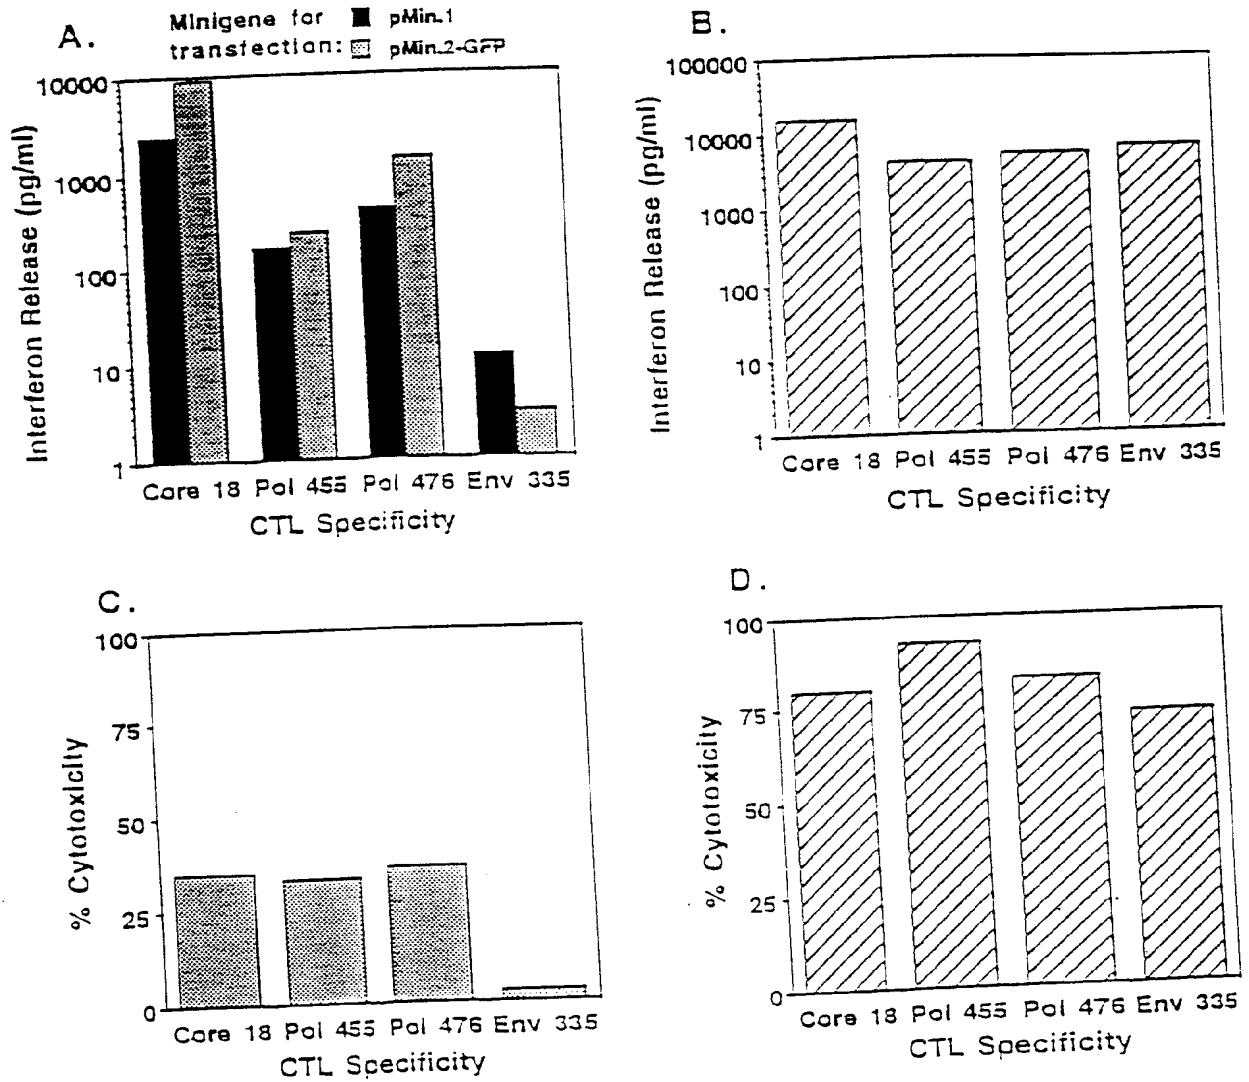 A.
Minigene for
transfection:
pMin.1
pMin.2-GFP
10000
1000
100
10
1
Interferon Release (pg/ml)
Core 18 Pol 455 Pol 476 Env 335
CTL Specificity
B.
100000
10000
1000
100
10
1
Interferon Release (pg/ml)
Core 18 Pol 455 Pol 476 Env 335
CTL Specificity
C.
100
75
50
25
0
% Cytotoxicity
Core 18 Pol 455 Pol 476 Env 335
CTL Specificity
D.
100
75
50
25
0
% Cytotoxicity
Core 18 Pol 455 Pol 476 Env 335
CTL Specificity